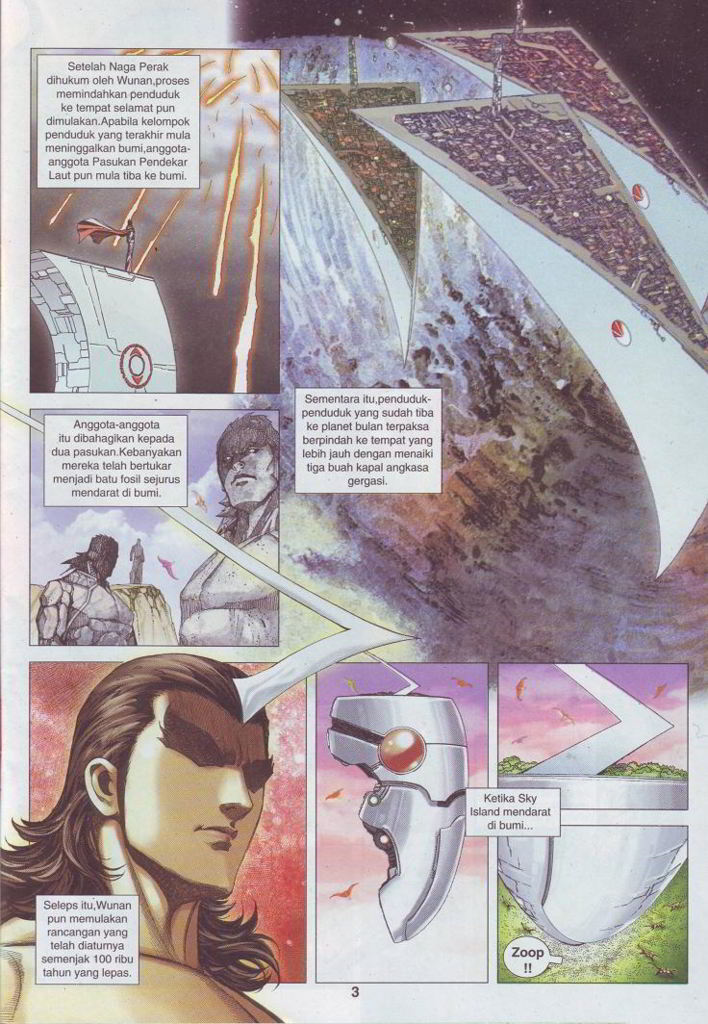 Setelah Naga Perak
dihukum oleh Wunan,proses
memindahkan penduduk
ke tempat selamat pun
dimulakan.Apabila kelompok
penduduk yang terakhir mula
meninggalkan bumi,anggota-
anggota Pasukan Pendekar
Laut pun mula tiba ke bumi.
Sementara itu,penduduk-
penduduk yang sudah tiba
ke planet bulan terpaksa
berpindah ke tempat yang
lebih jauh dengan menaiki
tiga buah kapal angkasa
gergasi.
Anggota-anggota
itu dibahagikan kepada
dua pasukan.Kebanyakan
mereka telah bertukar
menjadi batu fosil sejurus
mendarat di bumi.
Seleps itu,Wunan
pun memulakan
rancangan yang
telah diaturnya
semenjak 100 ribu
tahun yang lepas.
Ketika Sky
Island mendarat
di bumi...
Zoop
!!
3